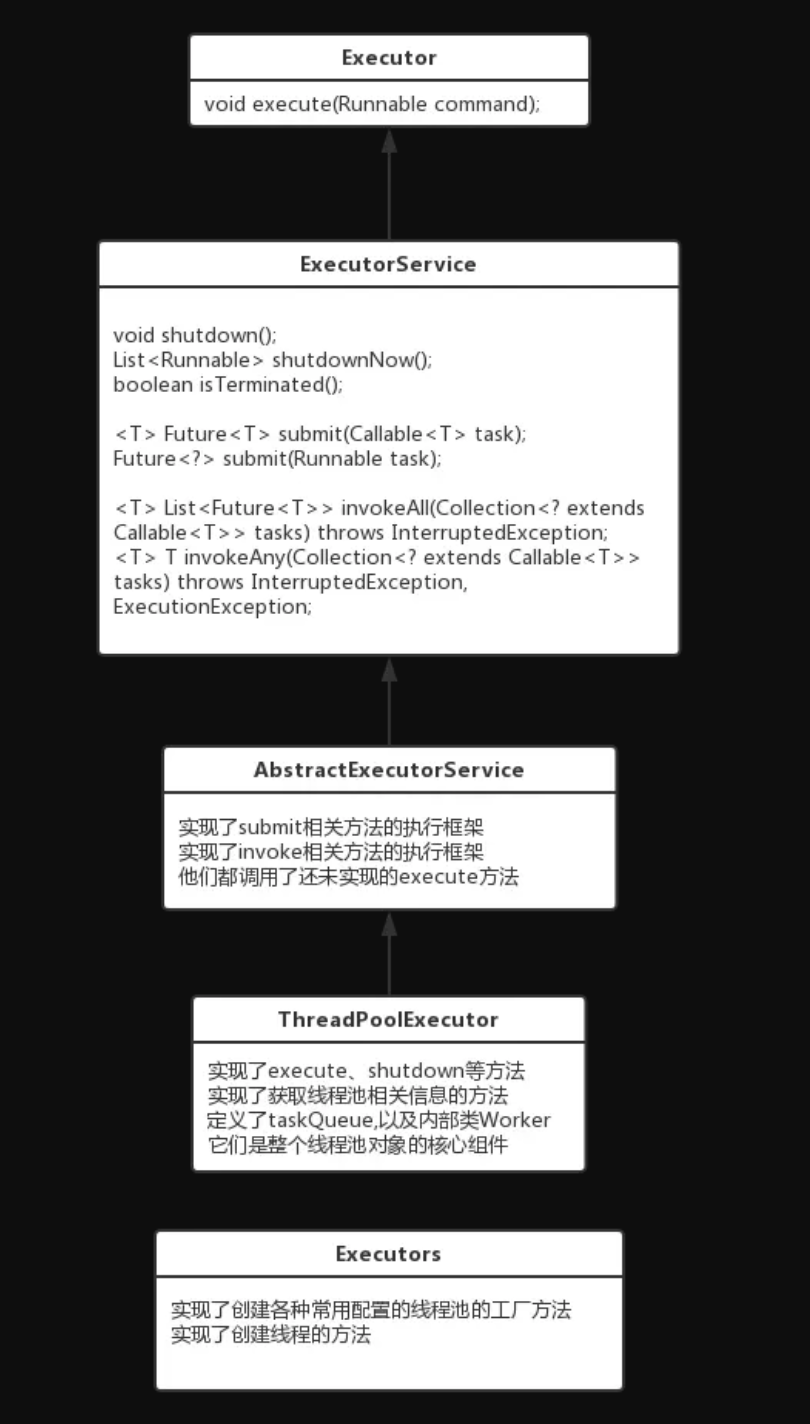 Executor
void execute(Runnable command);
ExecutorService
void shutdown();
List<Runnable> shutdownNow();
boolean isTerminated();
<T> Future<T> submit(Callable<T> task);
Future<?> submit(Runnable task);
<T> List<Future<T>> invokeAll(Collection<? extends
Callable<T>> tasks) throws InterruptedException;
<T> T invokeAny(Collection<? extends Callable<T>>
tasks) throws InterruptedException,
ExecutionException;
AbstractExecutorService
实现了submit相关方法的执行框架
实现了invoke相关方法的执行框架
他们都调用了还未实现的execute方法
ThreadPoolExecutor
实现了execute、shutdown等方法
实现了获取线程池相关信息的方法
定义了taskQueue,以及内部类Worker
它们是整个线程池对象的核心组件
Executors
实现了创建各种常用配置的线程池的工厂方法
实现了创建线程的方法